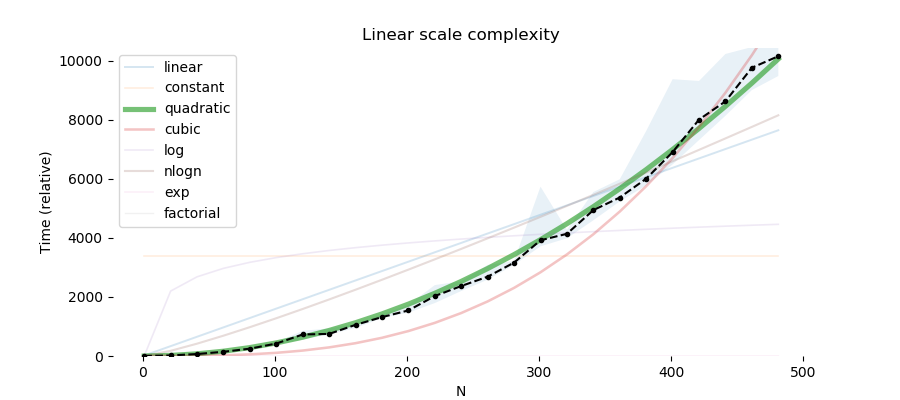 Linear scale complexity
10000
8000
6000
4000
2000
0
Time (relative)
linear
constant
quadratic
cubic
log
nlogn
exp
factorial
0 100 200 300 400 500
N